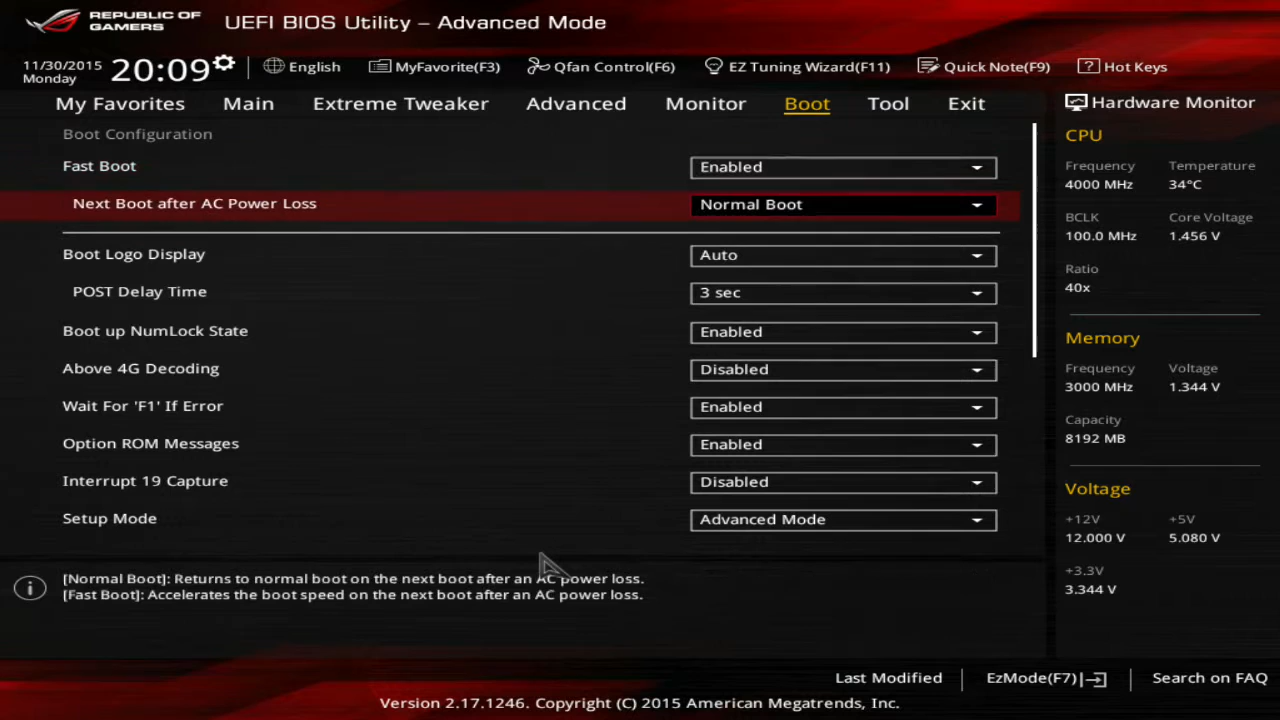 REPUBLIC OF
GAMERS
UEFI BIOS Utility – Advanced Mode
11/30/2015
Monday
20:09
English
MyFavorite(F3)
Qfan Control(F6)
EZ Tuning Wizard(F11)
Quick Note(F9)
? Hot Keys
My Favorites Main Extreme Tweaker Advanced Monitor Boot Tool Exit
Boot Configuration
Fast Boot Enabled
Next Boot after AC Power Loss Normal Boot
Boot Logo Display Auto
POST Delay Time 3 sec
Boot up NumLock State Enabled
Above 4G Decoding Disabled
Wait For 'F1' If Error Enabled
Option ROM Messages Enabled
Interrupt 19 Capture Disabled
Setup Mode Advanced Mode
[Normal Boot]: Returns to normal boot on the next boot after an AC power loss.
[Fast Boot]: Accelerates the boot speed on the next boot after an AC power loss.
Hardware Monitor
CPU
Frequency Temperature
4000 MHz 34°C
BCLK Core Voltage
100.0 MHz 1.456 V
Ratio
40x
Memory
Frequency Voltage
3000 MHz 1.344 V
Capacity
8192 MB
Voltage
+12V +5V
12.000 V 5.080 V
+3.3V
3.344 V
Last Modified
EzMode(F7)
Search on FAQ
Version 2.17.1246. Copyright (C) 2015 American Megatrends, Inc.